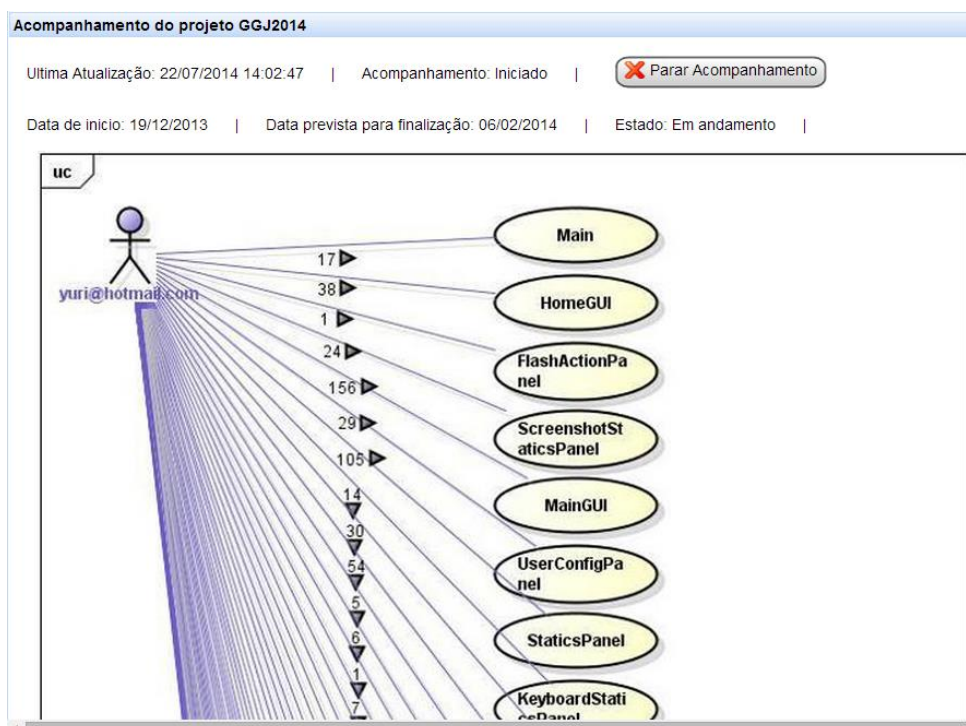 Acompanhamento do projeto GGJ2014
Ultima Atualização: 22/07/2014 14:02:47 | Acompanhamento: Iniciado | Parar Acompanhamento
Data de inicio: 19/12/2013 | Data prevista para finalização: 06/02/2014 | Estado: Em andamento |
uc
Main
17
yuri@hotmail.com
38
HomeGUI
1
24
FlashActionPa
nel
156
29
ScreenshotSt
aticsPanel
105
14
MainGUI
30
54
UserConfigPa
nel
5
6
StaticsPanel
1
7
KeyboardStati
csPanel